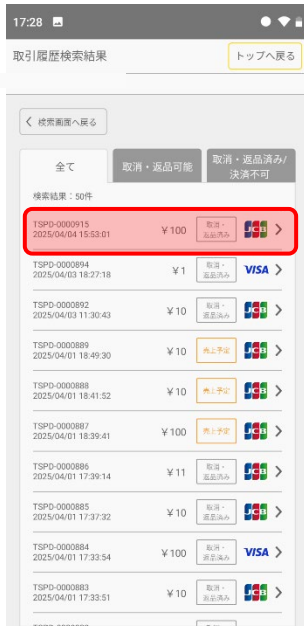 17:28
取引履歴検索結果
トップへ戻る
検索画面へ戻る
全て
取消・返品可能
取消・返品済み/
決済不可
検索結果：50件
TSPD-0000915
2025/04/04 15:53:01
￥100
取消・
返品済み
JCB
TSPD-0000894
2025/04/03 18:27:18
￥1
取消・
返品済み
VISA
TSPD-0000892
2025/04/03 11:30:43
￥10
取消・
返品済み
JCB
TSPD-0000889
2025/04/01 18:49:30
￥10
売上予定
JCB
TSPD-0000888
2025/04/01 18:41:52
￥10
売上予定
JCB
TSPD-0000887
2025/04/01 18:39:41
￥100
売上予定
JCB
TSPD-0000886
2025/04/01 17:39:14
￥11
取消・
返品済み
JCB
TSPD-0000885
2025/04/01 17:37:32
￥10
取消・
返品済み
JCB
TSPD-0000884
2025/04/01 17:33:54
￥100
取消・
返品済み
VISA
TSPD-0000883
2025/04/01 17:33:51
￥10
取消・
返品済み
JCB